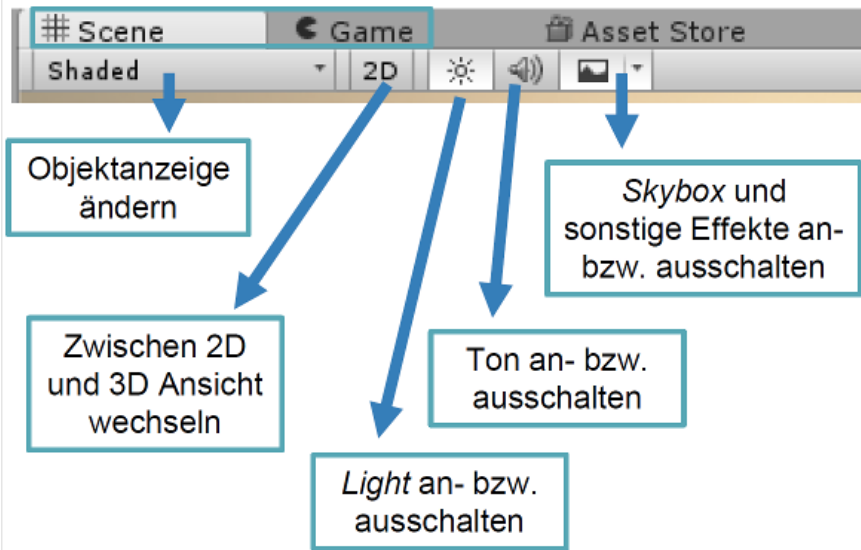 Scene Game Asset Store
Shaded 2D
Objektanzeige
ändern
Skybox und
sonstige Effekte an-
bzw. ausschalten
Zwischen 2D
und 3D Ansicht
wechseln
Ton an- bzw.
ausschalten
Light an- bzw.
ausschalten